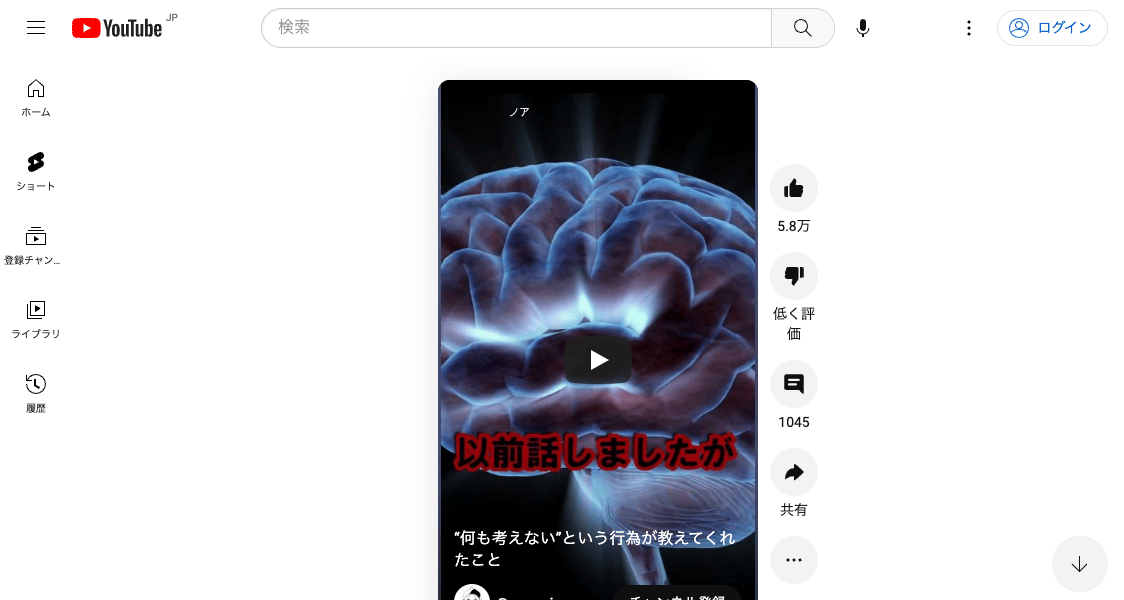 YouTube JP
検索
ログイン
ホーム
ショート
登録チャン...
ライブラリ
履歴
ノア
以前話しましたが
"何も考えない"という行為が教えてくれ
たこと
チャンネル登録
5.8万
低く評
価
1045
共有